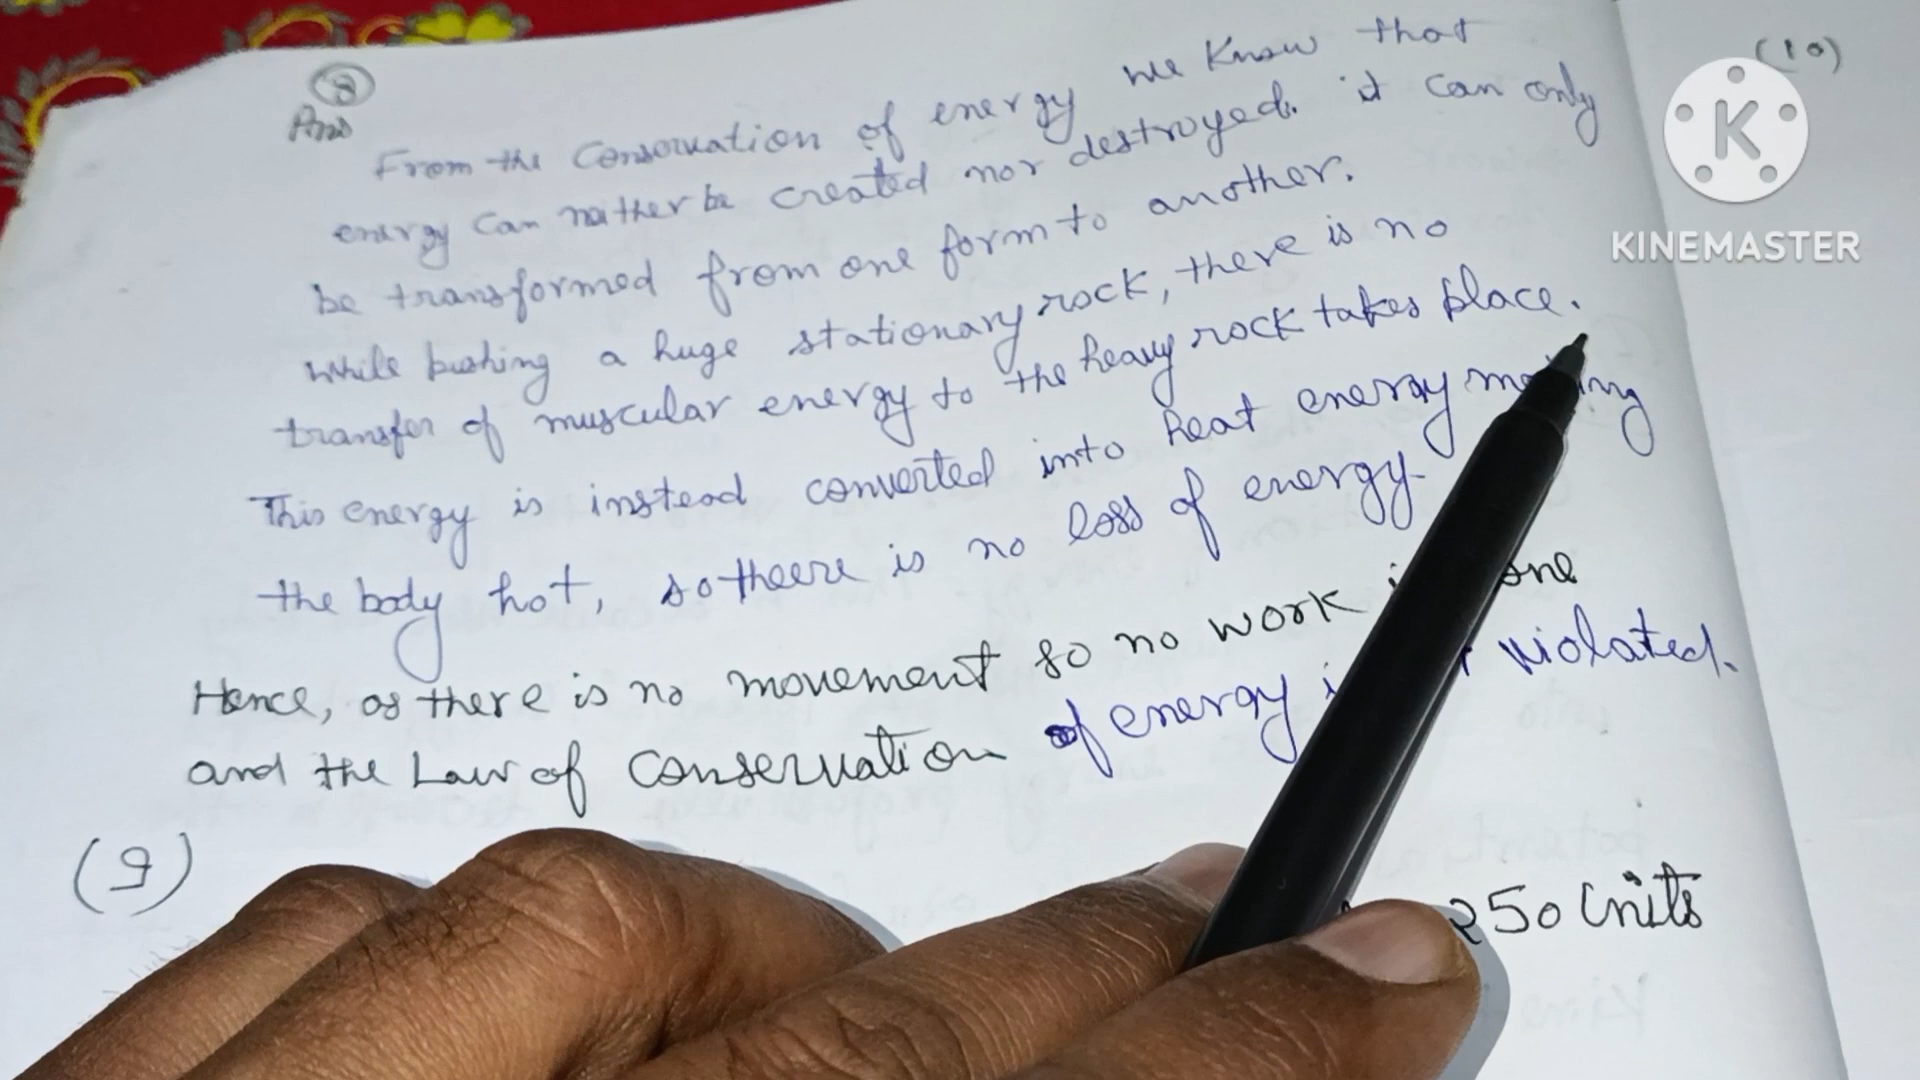 (8)
Ans
From the Conservation of energy we Know that
energy Can neither be created nor destroyed. it can only
be transformed from one form to another.
While pushing a huge stationary rock, there is no
transfer of muscular energy to the heavy rock takes place.
This energy is instead converted into heat energy
the body hot, so theere is no loss of energy.
Hence, as there is no movement so no work
and the Law of Conservation of energy violated.
(9)
250 Units
(10)
K
KINEMASTER